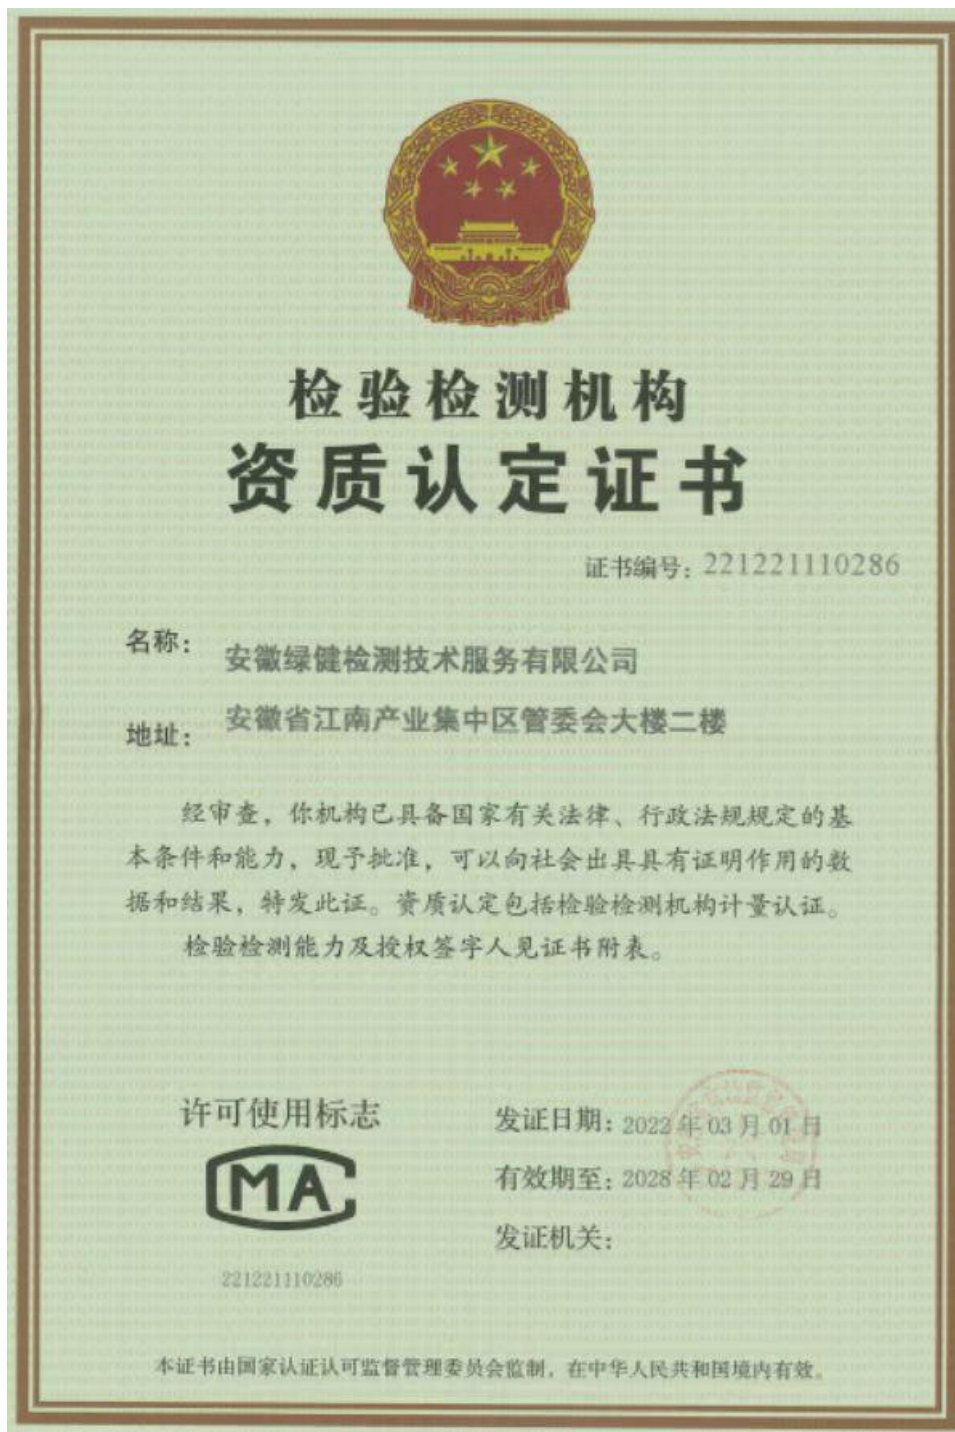 检验检测机构
资质认定证书
证书编号：221221110286
名称：安徽绿健检测技术服务有限公司
地址：安徽省江南产业集中区管委会大楼二楼
经审查，你机构已具备国家有关法律、行政法规规定的基
本条件和能力，现予批准，可以向社会出具具有证明作用的数
据和结果，特发此证。资质认定包括检验检测机构计量认证。
检验检测能力及授权签字人见证书附表。
许可使用标志
MA
221221110286
发证日期：2022年03月01日
有效期至：2028年02月29日
发证机关：
本证书由国家认证认可监督管理委员会监制，在中华人民共和国境内有效。